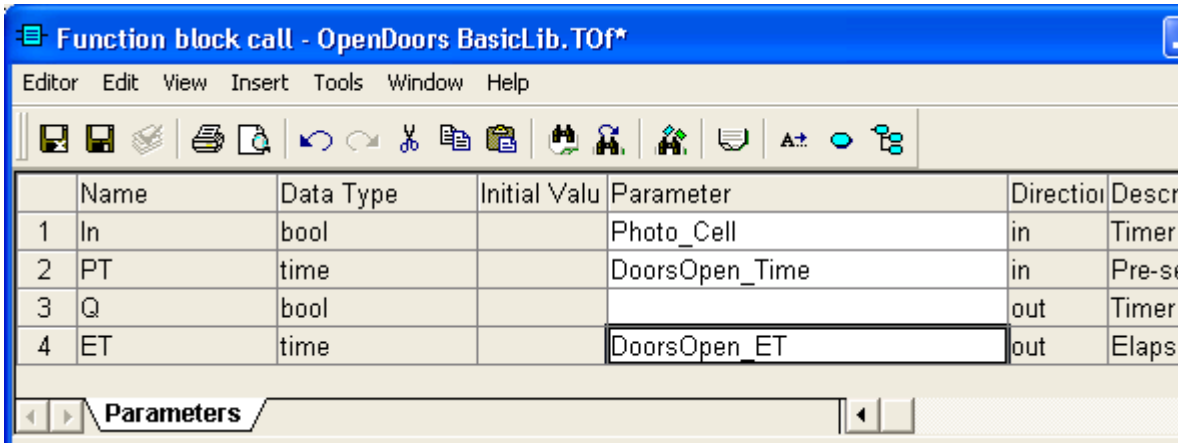 Function block call - OpenDoors BasicLib.TOf*
Editor Edit View Insert Tools Window Help
A
Name Data Type Initial Valu Parameter Direction Descr
1 In bool Photo_Cell in Timer
2 PT time DoorsOpen_Time in Pre-se
3 Q bool out Timer
4 ET time DoorsOpen_ET out Elaps
Parameters